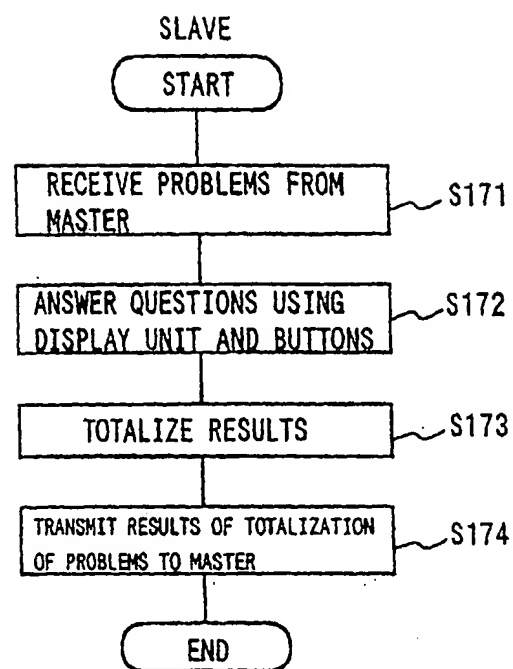 SLAVE
START
RECEIVE PROBLEMS FROM
MASTER
S171
ANSWER QUESTIONS USING
DISPLAY UNIT AND BUTTONS
S172
TOTALIZE RESULTS
S173
TRANSMIT RESULTS OF TOTALIZATION
OF PROBLEMS TO MASTER
S174
END